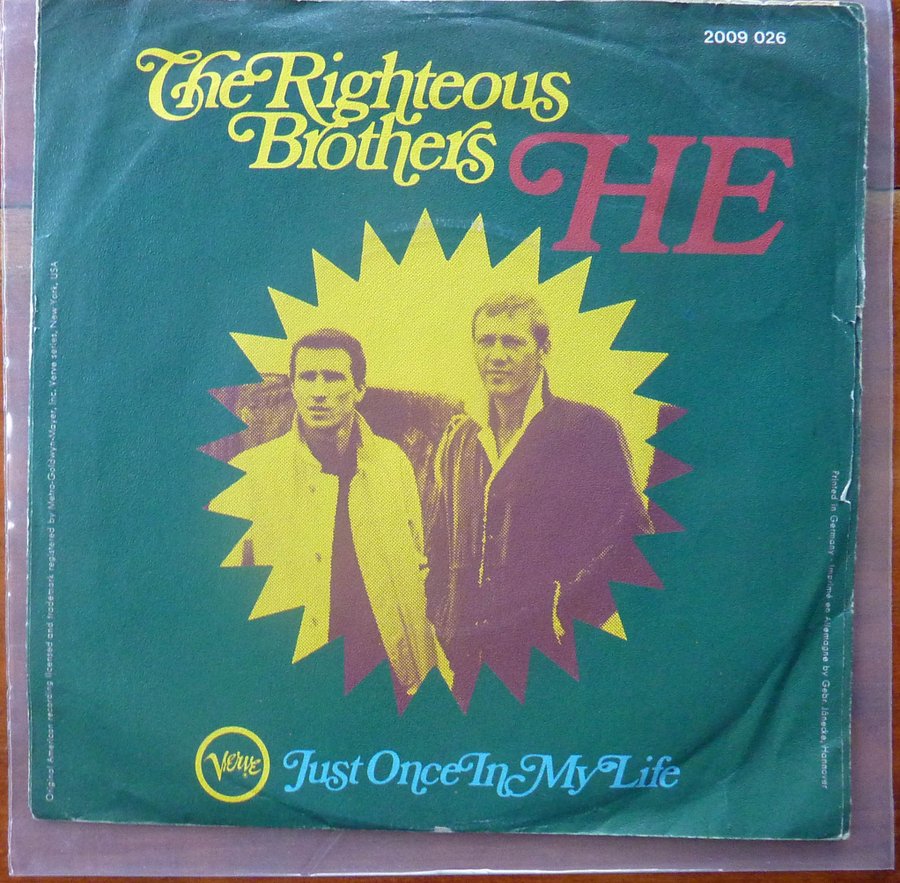 2009 026
The Righteous
Brothers
HE
Original American recording licensed and trademark registered by Metro-Goldwyn-Mayer, Inc. Verve series, New York, USA
Printed in Germany · Imprimé en Allemagne by Gebr. Jänecke, Hannover
Verve
Just Once In My Life